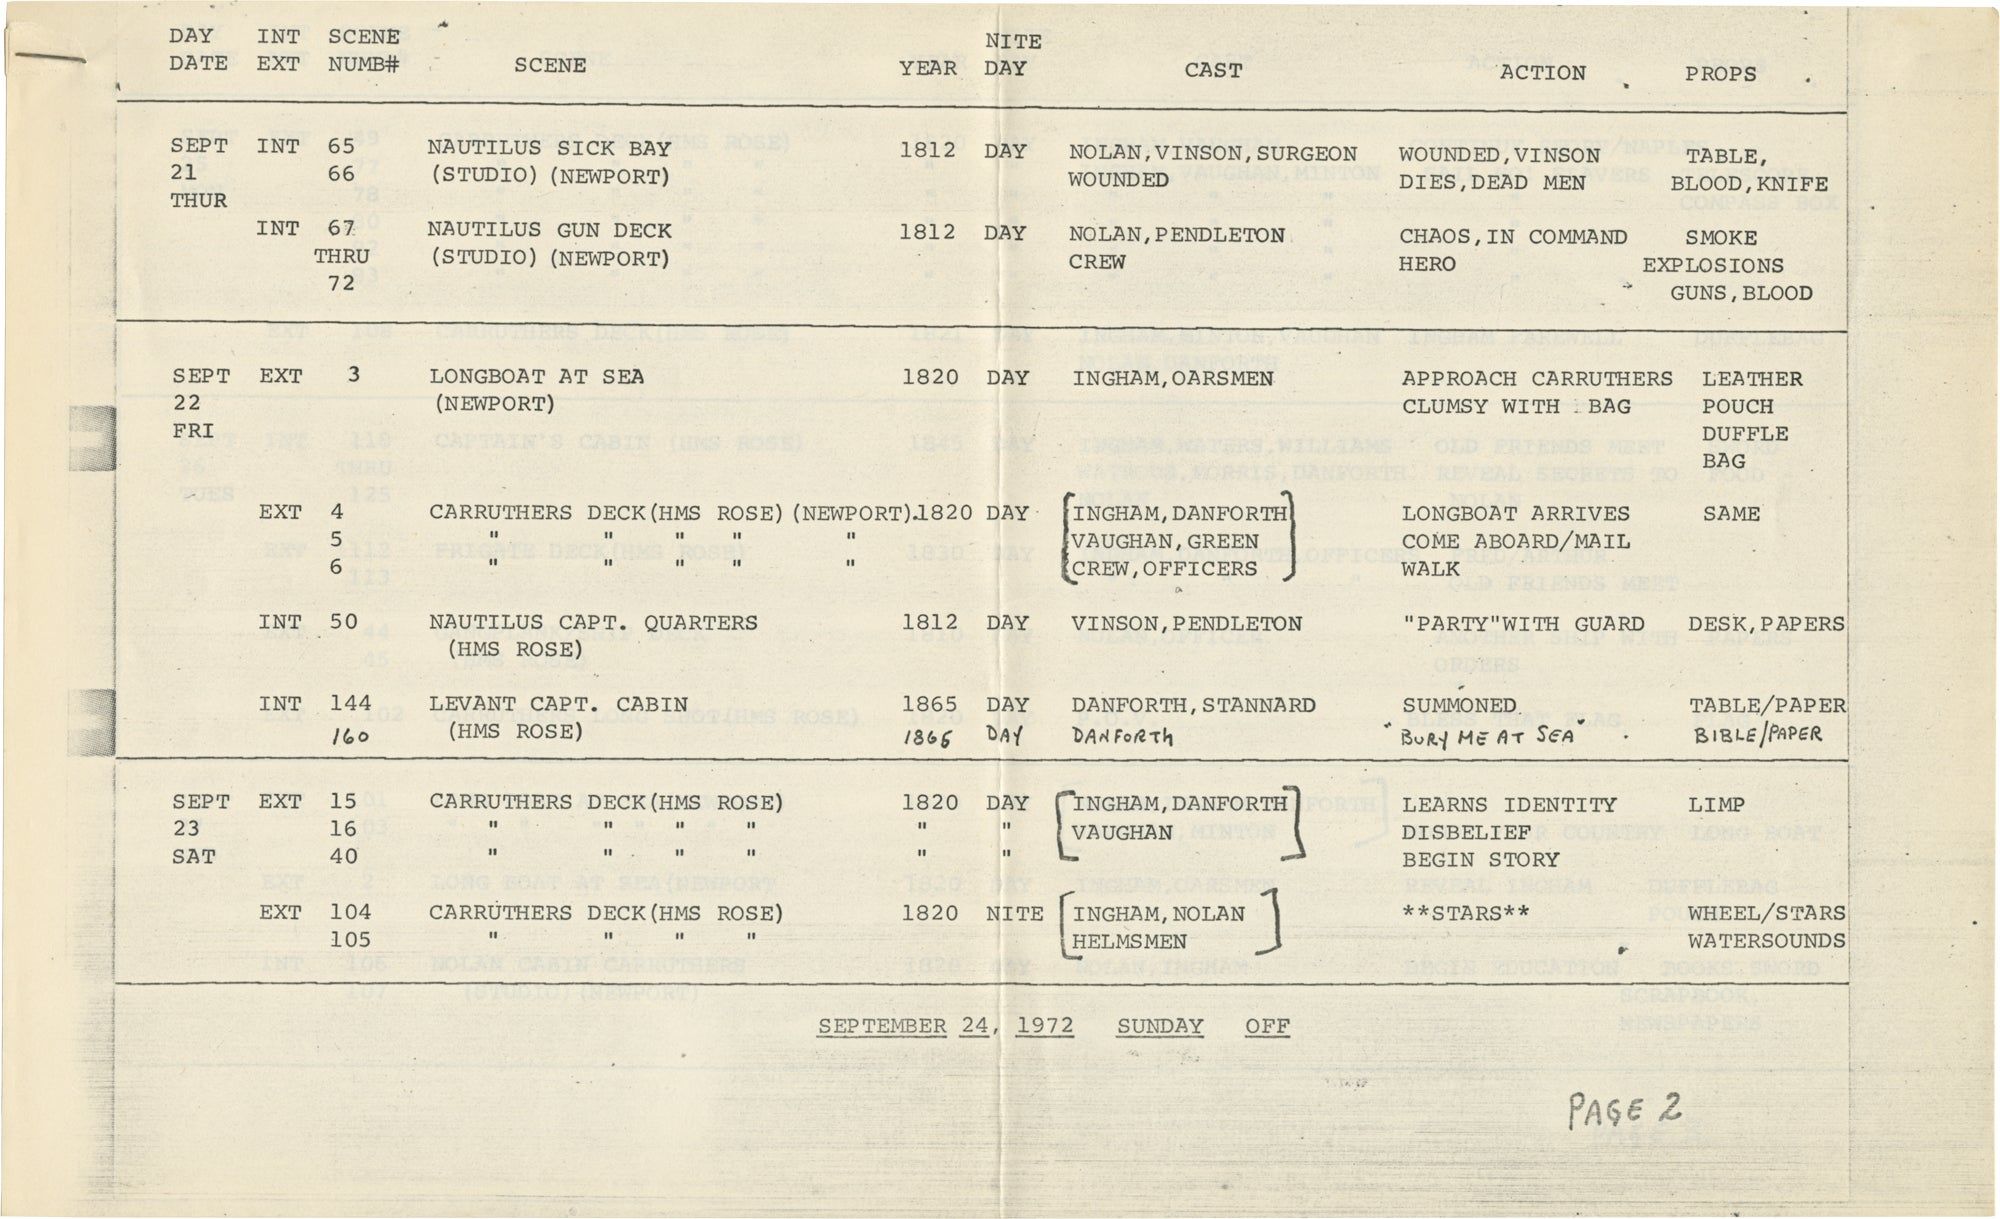 DAY INT SCENE NITE
DATE EXT NUMB# SCENE YEAR DAY CAST ACTION PROPS
SEPT INT 65 NAUTILUS SICK BAY 1812 DAY NOLAN,VINSON,SURGEON WOUNDED,VINSON TABLE,
21 66 (STUDIO) (NEWPORT) WOUNDED DIES,DEAD MEN BLOOD,KNIFE
THUR
INT 67 NAUTILUS GUN DECK 1812 DAY NOLAN,PENDLETON CHAOS,IN COMMAND SMOKE
THRU (STUDIO) (NEWPORT) CREW HERO EXPLOSIONS
72 GUNS,BLOOD
SEPT EXT 3 LONGBOAT AT SEA 1820 DAY INGHAM,OARSMEN APPROACH CARRUTHERS LEATHER
22 (NEWPORT) CLUMSY WITH BAG POUCH
FRI DUFFLE
BAG
EXT 4 CARRUTHERS DECK(HMS ROSE) (NEWPORT).1820 DAY INGHAM,DANFORTH LONGBOAT ARRIVES SAME
5 " " " " " VAUGHAN,GREEN COME ABOARD/MAIL
6 " " " " " CREW,OFFICERS WALK
INT 50 NAUTILUS CAPT. QUARTERS 1812 DAY VINSON,PENDLETON "PARTY"WITH GUARD DESK,PAPERS
(HMS ROSE)
INT 144 LEVANT CAPT. CABIN 1865 DAY DANFORTH,STANNARD SUMMONED TABLE/PAPER
160 (HMS ROSE) 1865 DAY DANFORTH BURY ME AT SEA BIBLE/PAPER
SEPT EXT 15 CARRUTHERS DECK(HMS ROSE) 1820 DAY INGHAM,DANFORTH LEARNS IDENTITY LIMP
23 16 " " " " " " VAUGHAN DISBELIEF
SAT 40 " " " " " " BEGIN STORY
EXT 104 CARRUTHERS DECK(HMS ROSE) 1820 NITE INGHAM,NOLAN **STARS** WHEEL/STARS
105 " " " " HELMSMEN WATERSOUNDS
SEPTEMBER 24, 1972 SUNDAY OFF
PAGE 2